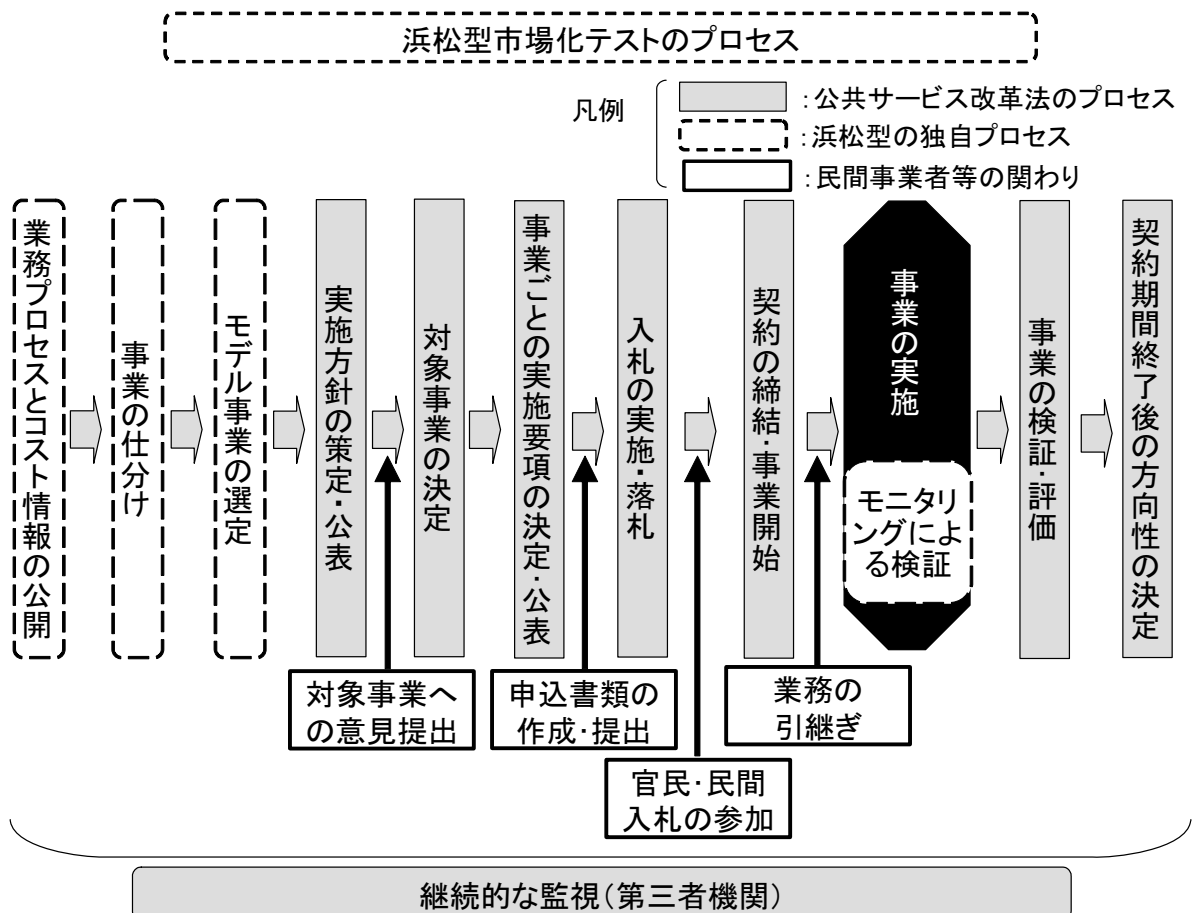 浜松型市場化テストのプロセス
凡例
：公共サービス改革法のプロセス
：浜松型の独自プロセス
：民間事業者等の関わり
業務プロセスとコスト情報の公開
事業の仕分け
モデル事業の選定
実施方針の策定・公表
対象事業の決定
事業ごとの実施要項の決定・公表
入札の実施・落札
契約の締結・事業開始
事業の実施
モニタリ
ングによ
る検証
事業の検証・評価
契約期間終了後の方向性の決定
対象事業へ
の意見提出
申込書類の
作成・提出
官民・民間
入札の参加
業務の
引継ぎ
継続的な監視（第三者機関）